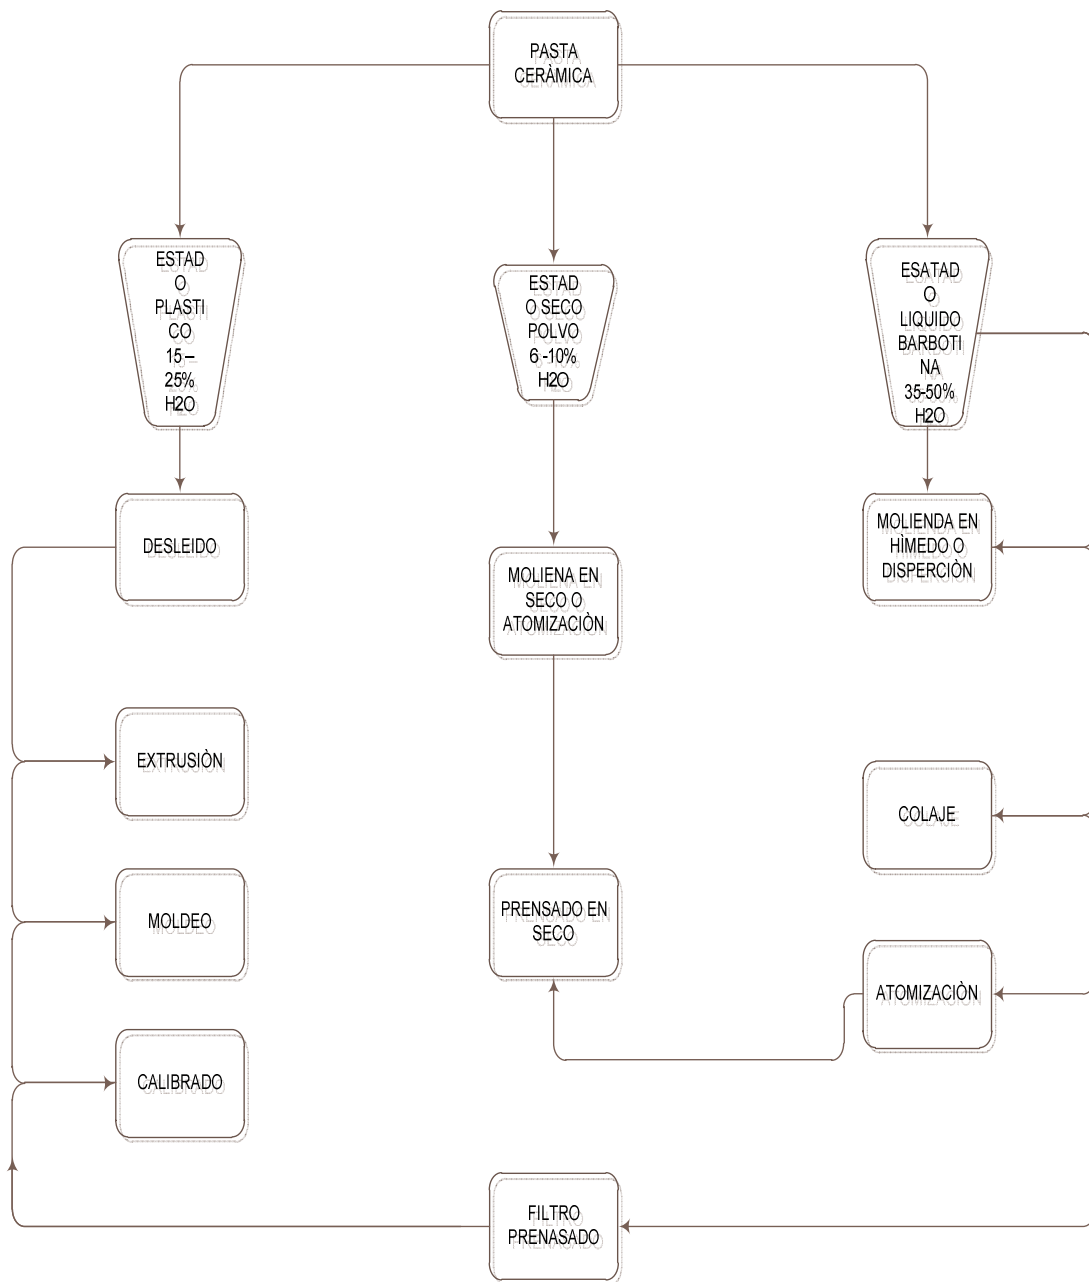 PASTA
CERÀMICA
ESTAD
O
PLASTI
CO
15 –
25%
H2O
ESTAD
O SECO
POLVO
6 -10%
H2O
ESATAD
O
LIQUIDO
BARBOTI
NA
35-50%
H2O
DESLEIDO
MOLIENA EN
SECO O
ATOMIZACIÒN
MOLIENDA EN
HÌMEDO O
DISPERCIÒN
EXTRUSIÒN
COLAJE
MOLDEO
PRENSADO EN
SECO
ATOMIZACIÒN
CALIBRADO
FILTRO
PRENASADO